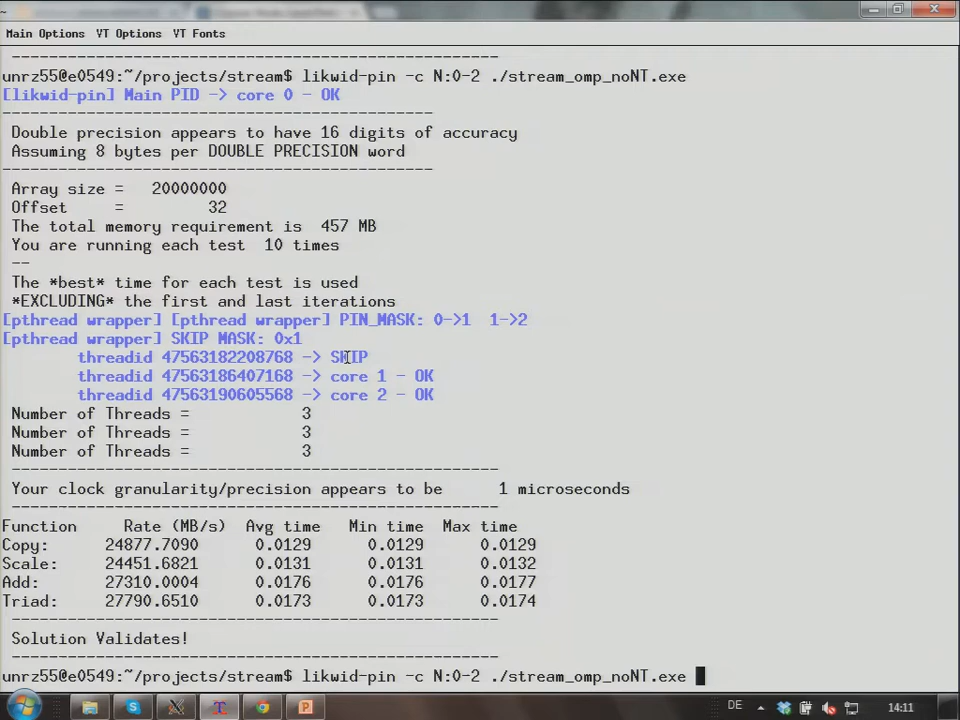 Main Options  VT Options  VT Fonts
-----------------------------------------------------
unrz55@e0549:~/projects/stream$ likwid-pin -c N:0-2 ./stream_omp_noNT.exe
[likwid-pin] Main PID -> core 0 - OK
----------------------------------------------
Double precision appears to have 16 digits of accuracy
Assuming 8 bytes per DOUBLE PRECISION word
----------------------------------------------
Array size =   20000000
Offset     =         32
The total memory requirement is  457 MB
You are running each test  10 times
--
The *best* time for each test is used
*EXCLUDING* the first and last iterations
[pthread wrapper] [pthread wrapper] PIN_MASK: 0->1  1->2
[pthread wrapper] SKIP MASK: 0x1
        threadid 47563182208768 -> SKIP
        threadid 47563186407168 -> core 1 - OK
        threadid 47563190605568 -> core 2 - OK
Number of Threads =            3
Number of Threads =            3
Number of Threads =            3
----------------------------------------------------
Your clock granularity/precision appears to be      1 microseconds
----------------------------------------------------
Function     Rate (MB/s)  Avg time   Min time  Max time
Copy:      24877.7090      0.0129      0.0129      0.0129
Scale:     24451.6821      0.0131      0.0131      0.0132
Add:       27310.0004      0.0176      0.0176      0.0177
Triad:     27790.6510      0.0173      0.0173      0.0174
----------------------------------------------------
Solution Validates!
----------------------------------------------------
unrz55@e0549:~/projects/stream$ likwid-pin -c N:0-2 ./stream_omp_noNT.exe
DE 14:11